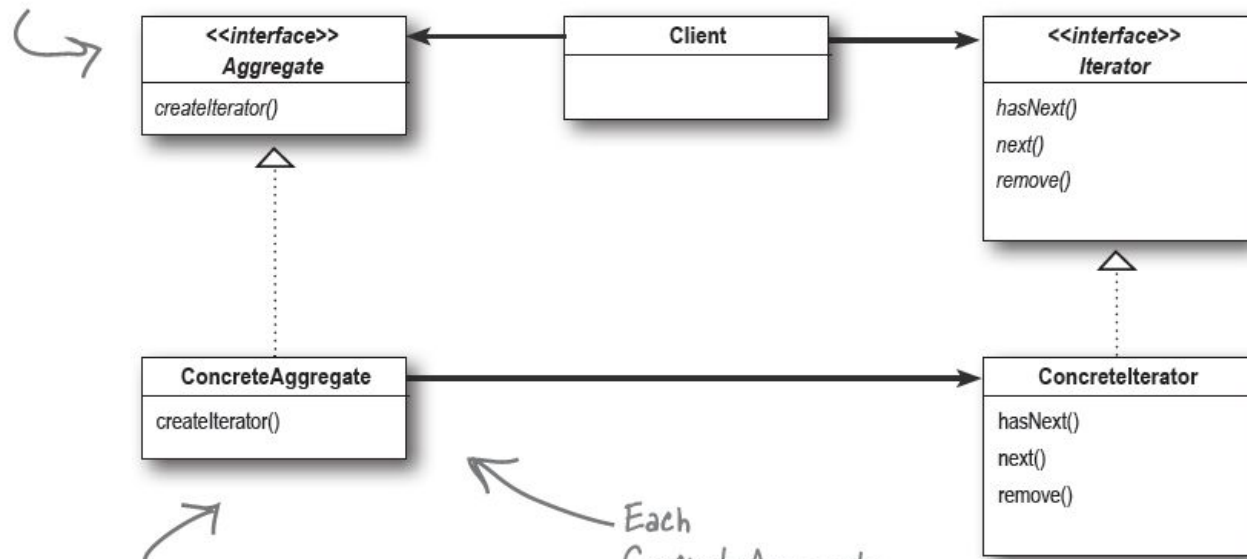 <<interface>>
Aggregate
createIterator()
Client
<<interface>>
Iterator
hasNext()
next()
remove()
ConcreteAggregate
createIterator()
ConcreteIterator
hasNext()
next()
remove()
Each